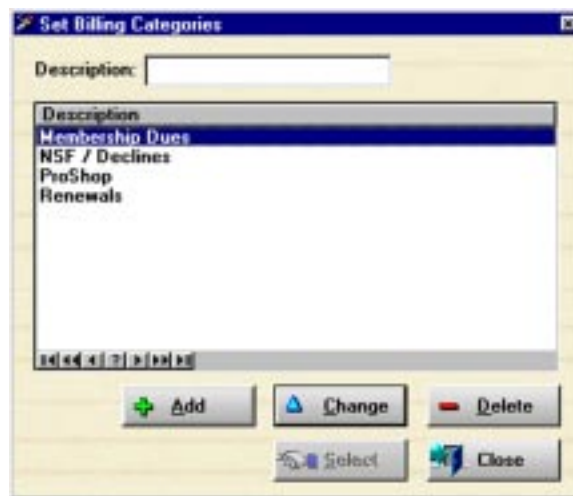 Set Billing Categories
Description:
Description
Membership Dues
NSF / Declines
ProShop
Renewals
?
Add
Change
Delete
Select
Close